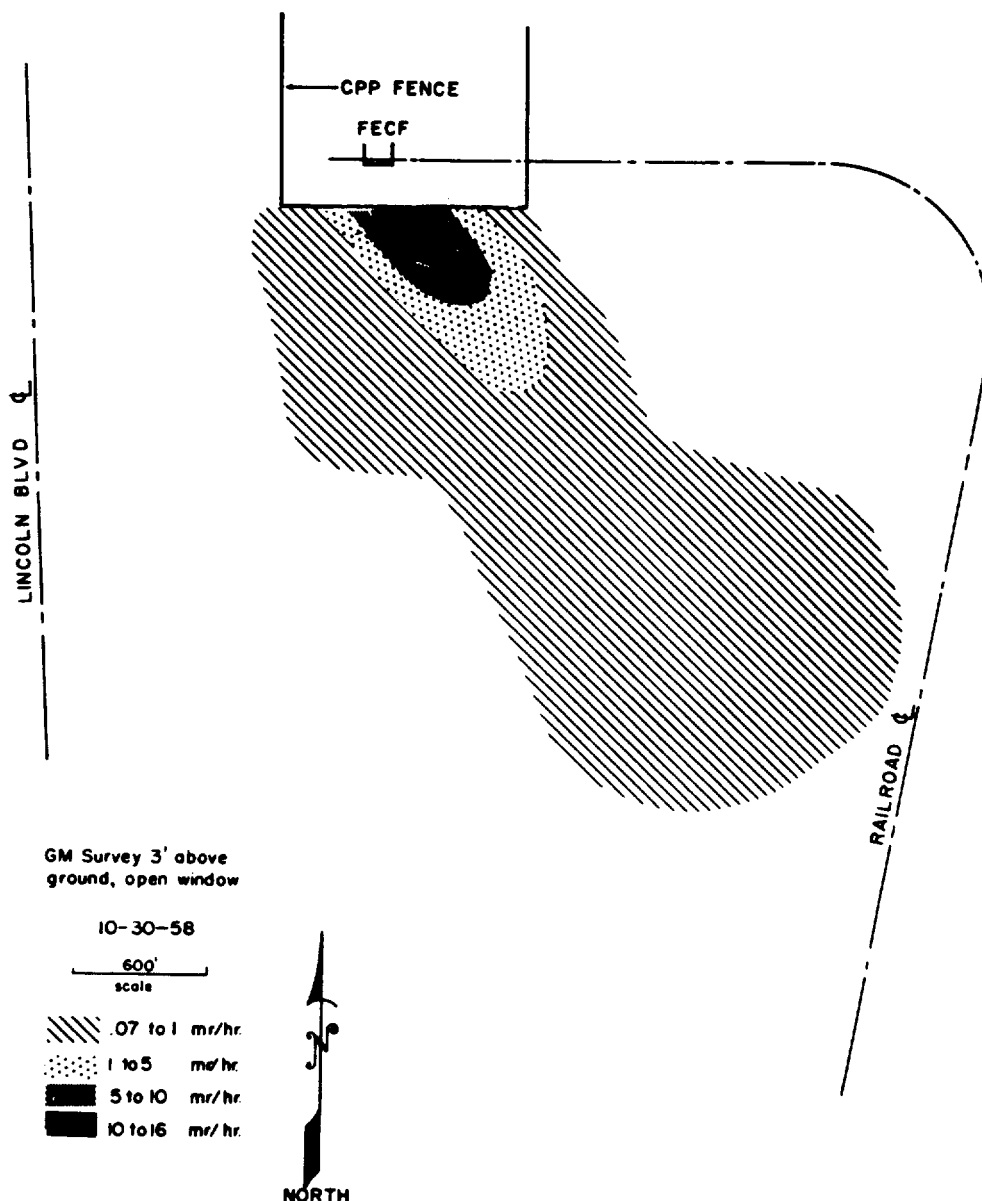 CPP FENCE
FECF
LINCOLN BLVD ℄
RAILROAD ℄
GM Survey 3' above
ground, open window
10-30-58
600'
scale
.07 to 1 mr/hr.
1 to 5 mr/hr.
5 to 10 mr/hr.
10 to 16 mr/hr.
N
NORTH